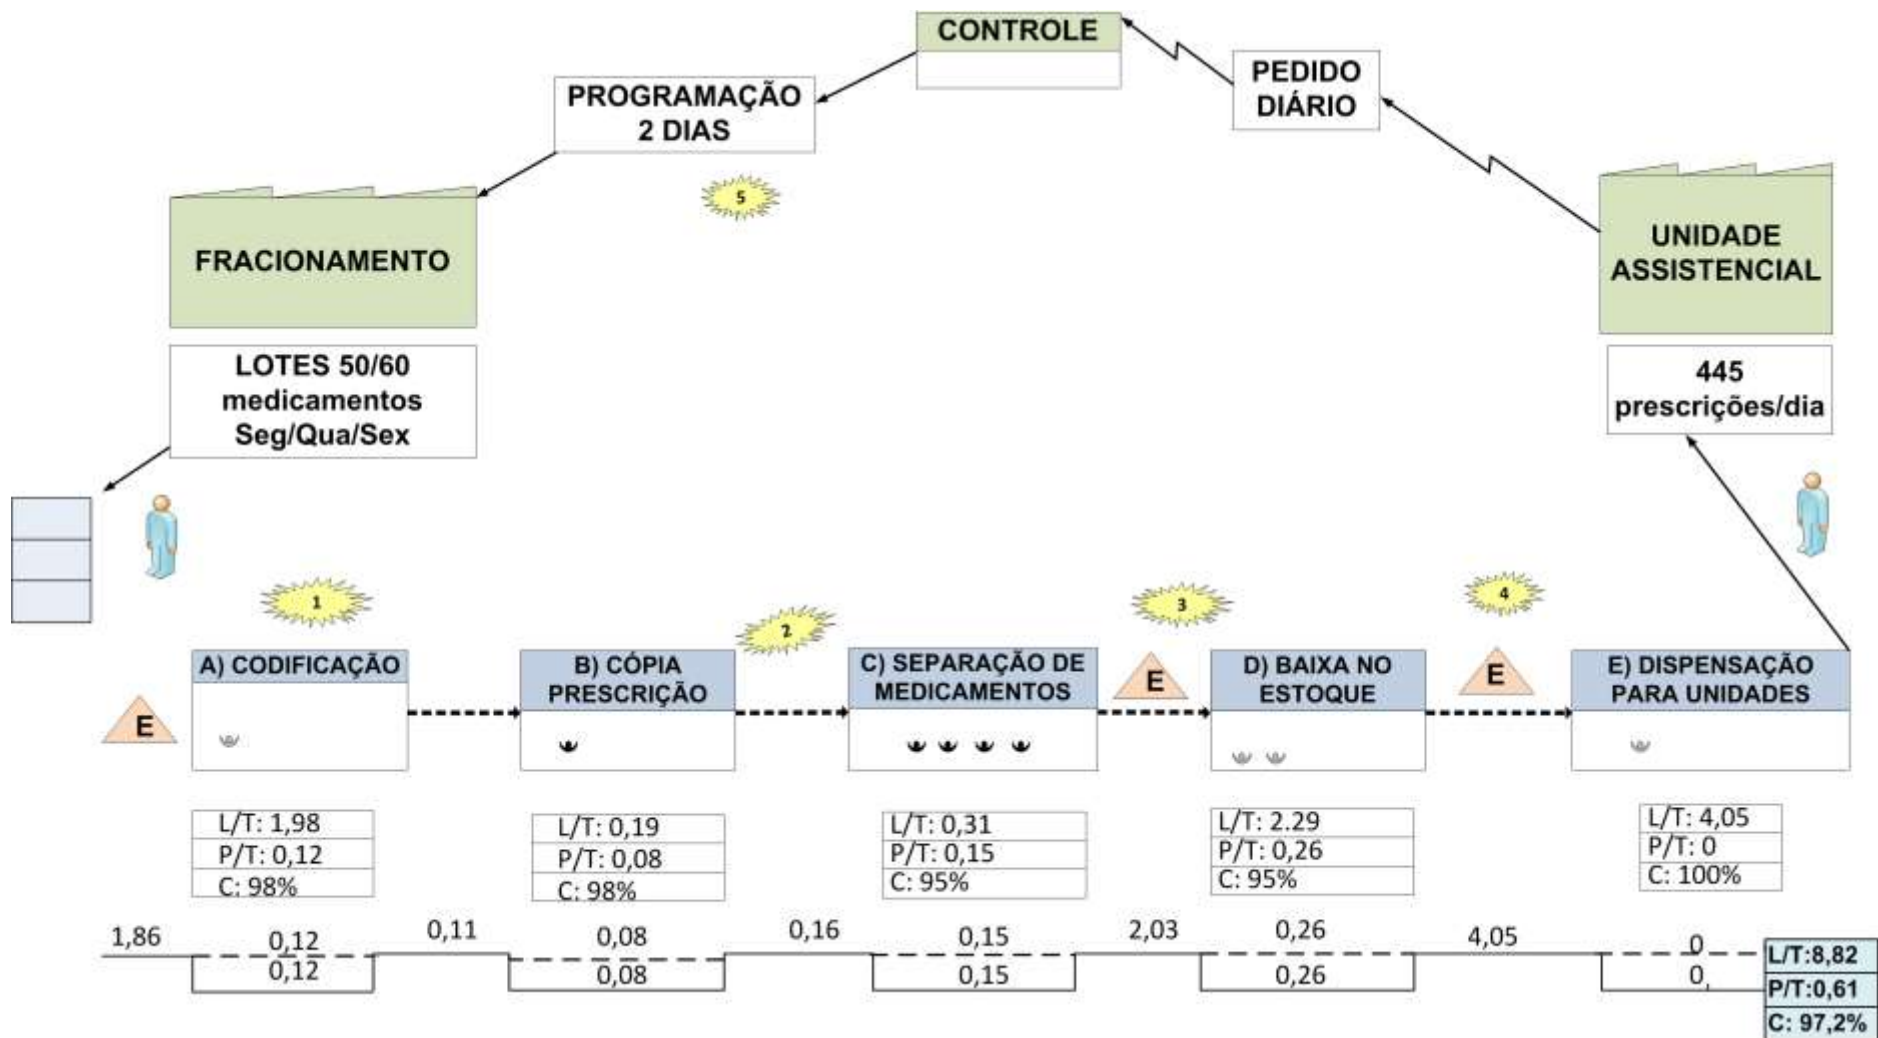 CONTROLE
PEDIDO
DIÁRIO
PROGRAMAÇÃO
2 DIAS
5
FRACIONAMENTO
UNIDADE
ASSISTENCIAL
LOTES 50/60
medicamentos
Seg/Qua/Sex
445
prescrições/dia
1
2
3
4
E
A) CODIFICAÇÃO
B) CÓPIA
PRESCRIÇÃO
C) SEPARAÇÃO DE
MEDICAMENTOS
E
D) BAIXA NO
ESTOQUE
E
E) DISPENSAÇÃO
PARA UNIDADES
L/T: 1,98
P/T: 0,12
C: 98%
L/T: 0,19
P/T: 0,08
C: 98%
L/T: 0,31
P/T: 0,15
C: 95%
L/T: 2.29
P/T: 0,26
C: 95%
L/T: 4,05
P/T: 0
C: 100%
1,86 0,12 0,11 0,08 0,16 0,15 2,03 0,26 4,05 0
0,12 0,08 0,15 0,26 0
L/T:8,82
P/T:0,61
C: 97,2%